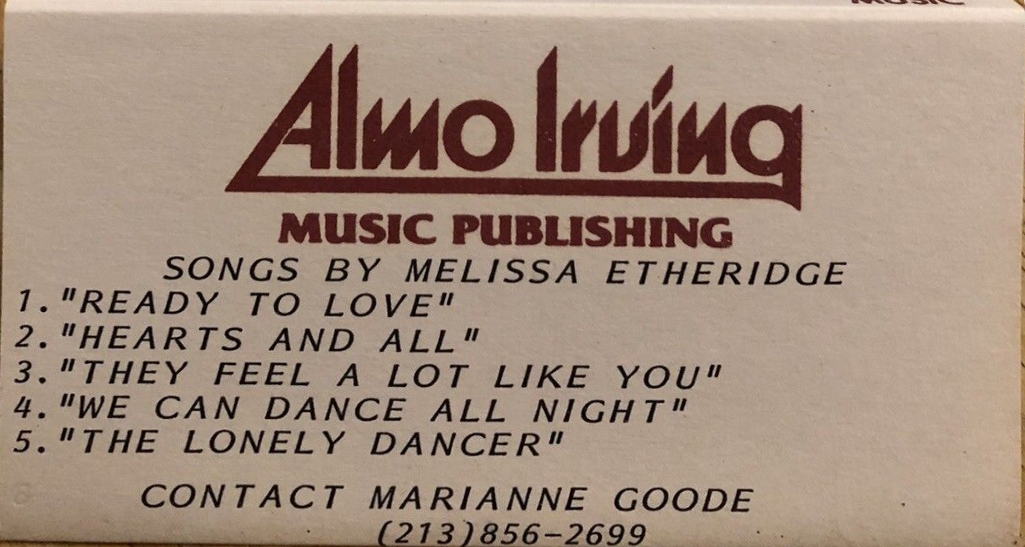 MUSIC
Almo Irving
MUSIC PUBLISHING
SONGS BY MELISSA ETHERIDGE
1. "READY TO LOVE"
2. "HEARTS AND ALL"
3. "THEY FEEL A LOT LIKE YOU"
4. "WE CAN DANCE ALL NIGHT"
5. "THE LONELY DANCER"
CONTACT MARIANNE GOODE
(213)856-2699